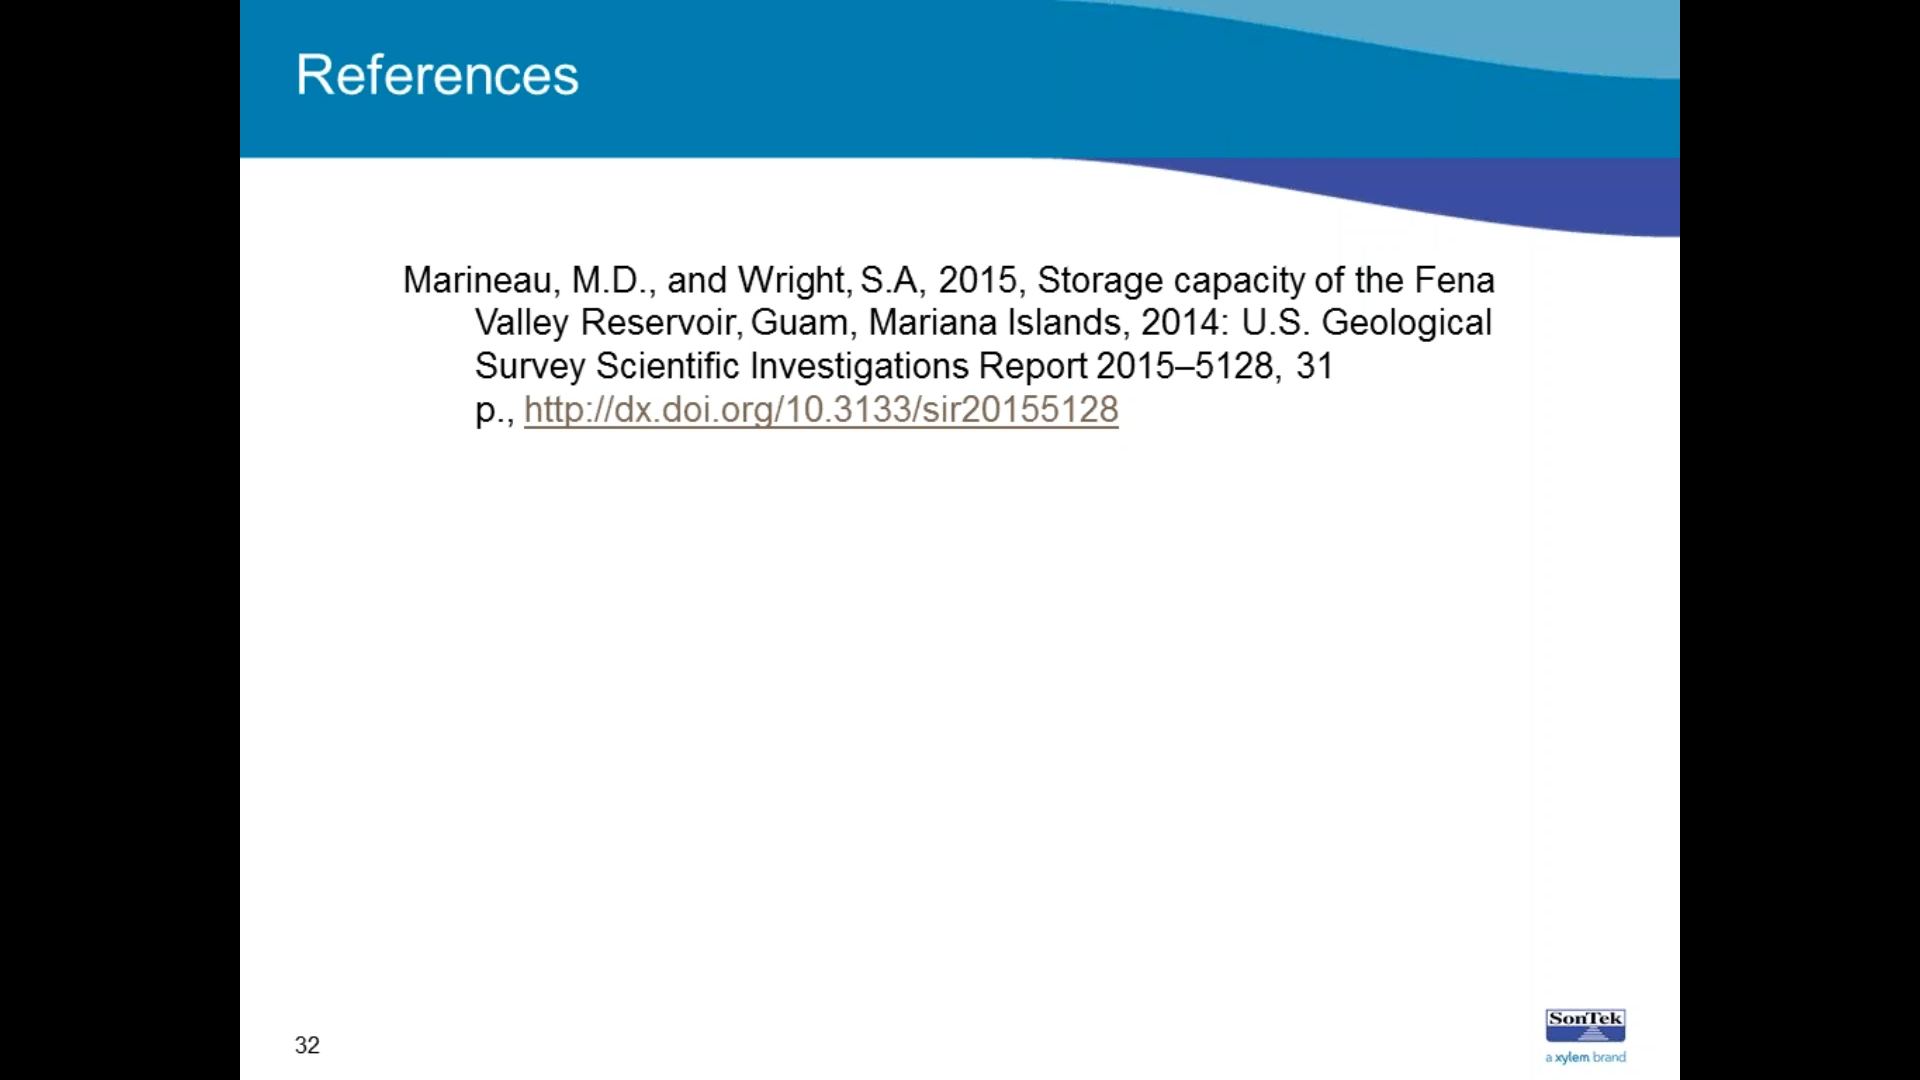 References
Marineau, M.D., and Wright, S.A, 2015, Storage capacity of the Fena
Valley Reservoir, Guam, Mariana Islands, 2014: U.S. Geological
Survey Scientific Investigations Report 2015–5128, 31
p., http://dx.doi.org/10.3133/sir20155128
32
SonTek
a xylem brand